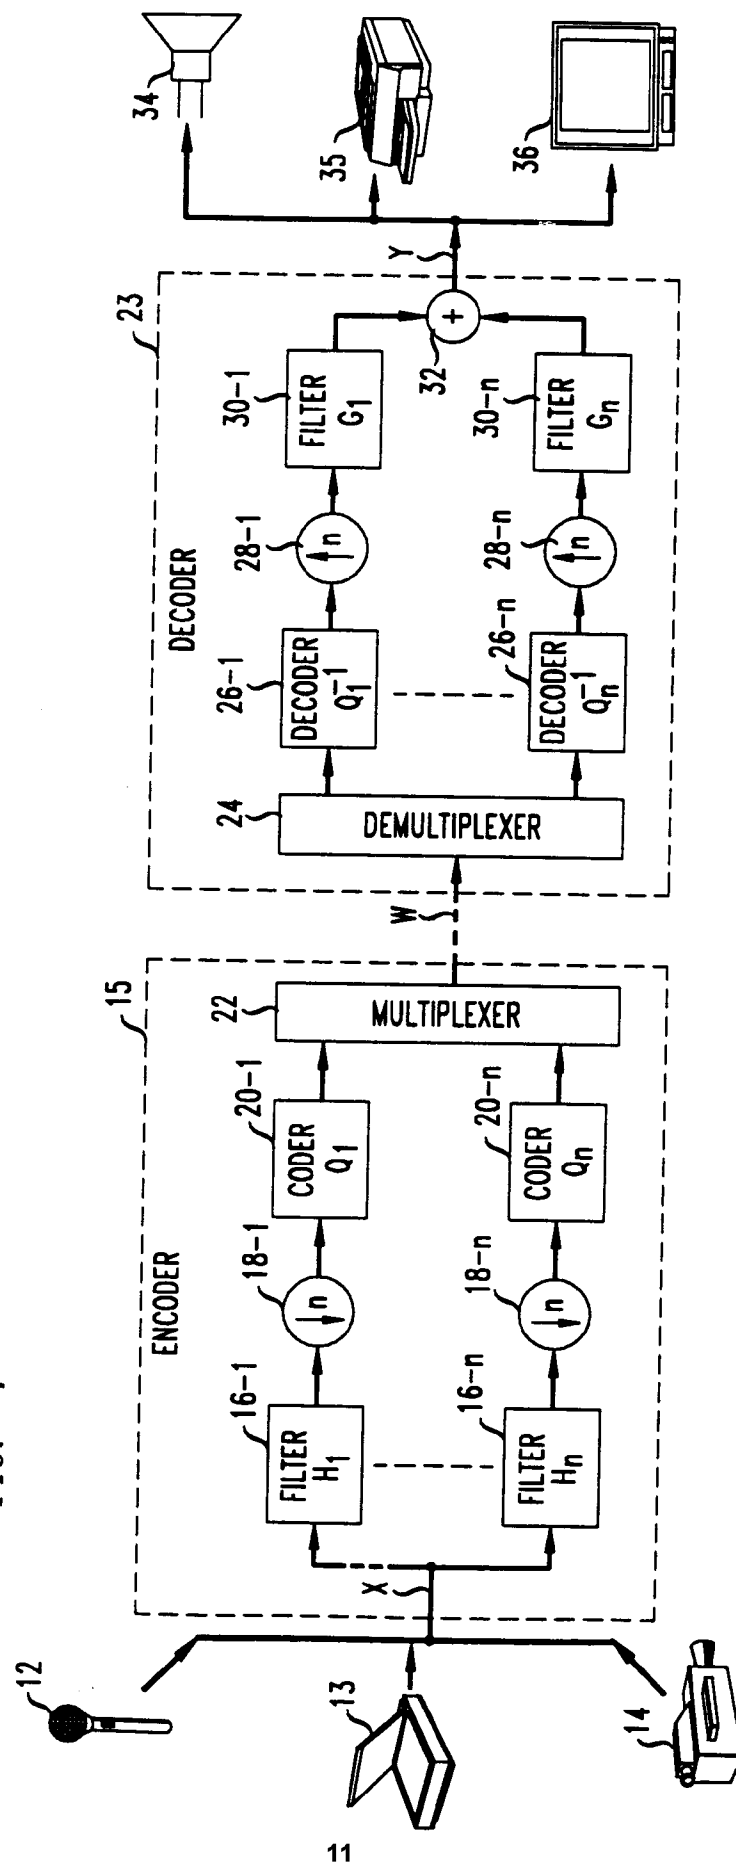 12
13
14
X
15
ENCODER
16-1
FILTER
H1
18-1
↓n
20-1
CODER
Q1
16-n
FILTER
Hn
18-n
↓n
20-n
CODER
Qn
22
MULTIPLEXER
W
23
DECODER
24
DEMULTIPLEXER
26-1
DECODER
Q1^-1
28-1
↑n
30-1
FILTER
G1
26-n
DECODER
Qn^-1
28-n
↑n
30-n
FILTER
Gn
32
+
Y
34
35
36
11